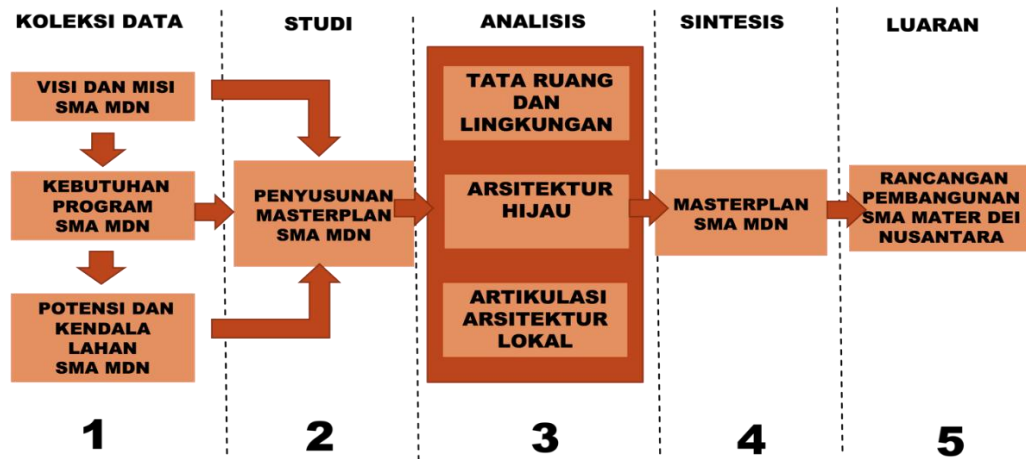 KOLEKSI DATA
STUDI
ANALISIS
SINTESIS
LUARAN
VISI DAN MISI
SMA MDN
KEBUTUHAN
PROGRAM
SMA MDN
POTENSI DAN
KENDALA
LAHAN
SMA MDN
PENYUSUNAN
MASTERPLAN
SMA MDN
TATA RUANG
DAN
LINGKUNGAN
ARSITEKTUR
HIJAU
ARTIKULASI
ARSITEKTUR
LOKAL
MASTERPLAN
SMA MDN
RANCANGAN
PEMBANGUNAN
SMA MATER DEI
NUSANTARA
1
2
3
4
5